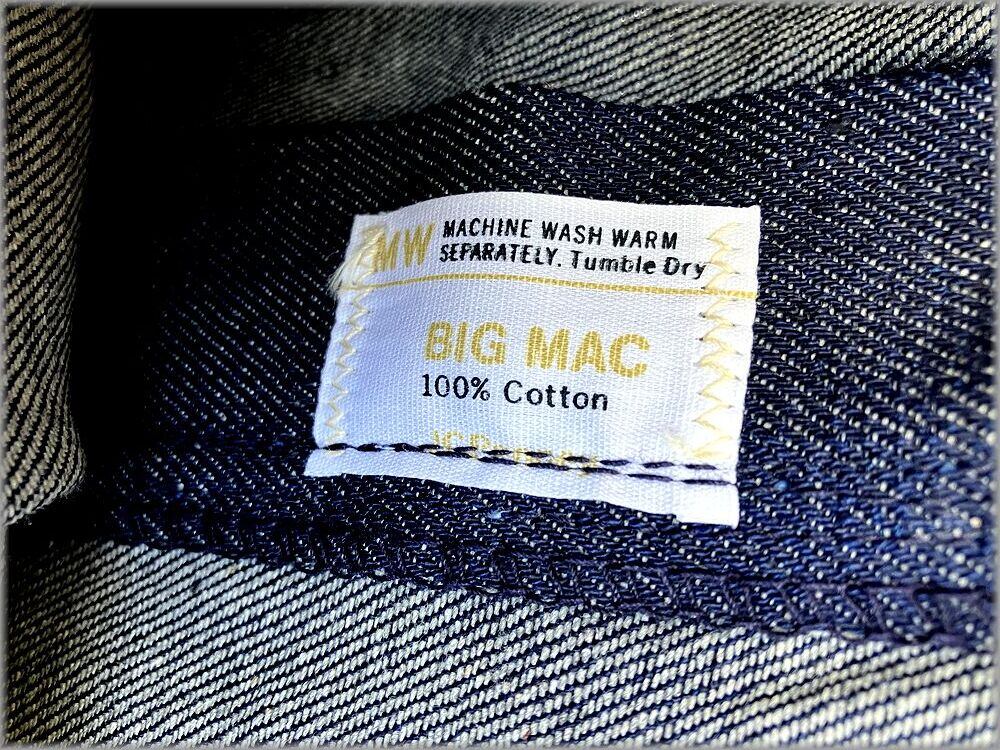 MW MACHINE WASH WARM
SEPARATELY. Tumble Dry
BIG MAC
100% Cotton